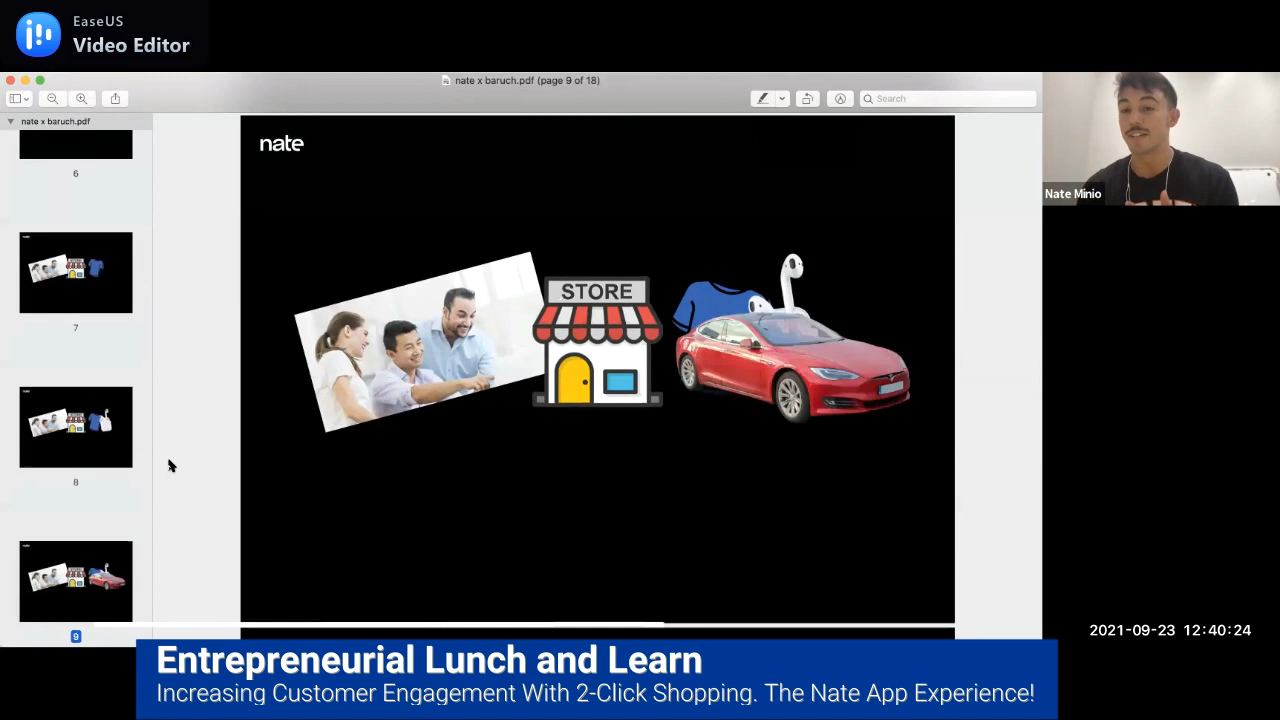 EaseUS
Video Editor
nate x baruch.pdf (page 9 of 18)
Search
nate x baruch.pdf
6
7
8
9
nate
STORE
Nate Minio
2021-09-23 12:40:24
Entrepreneurial Lunch and Learn
Increasing Customer Engagement With 2-Click Shopping. The Nate App Experience!